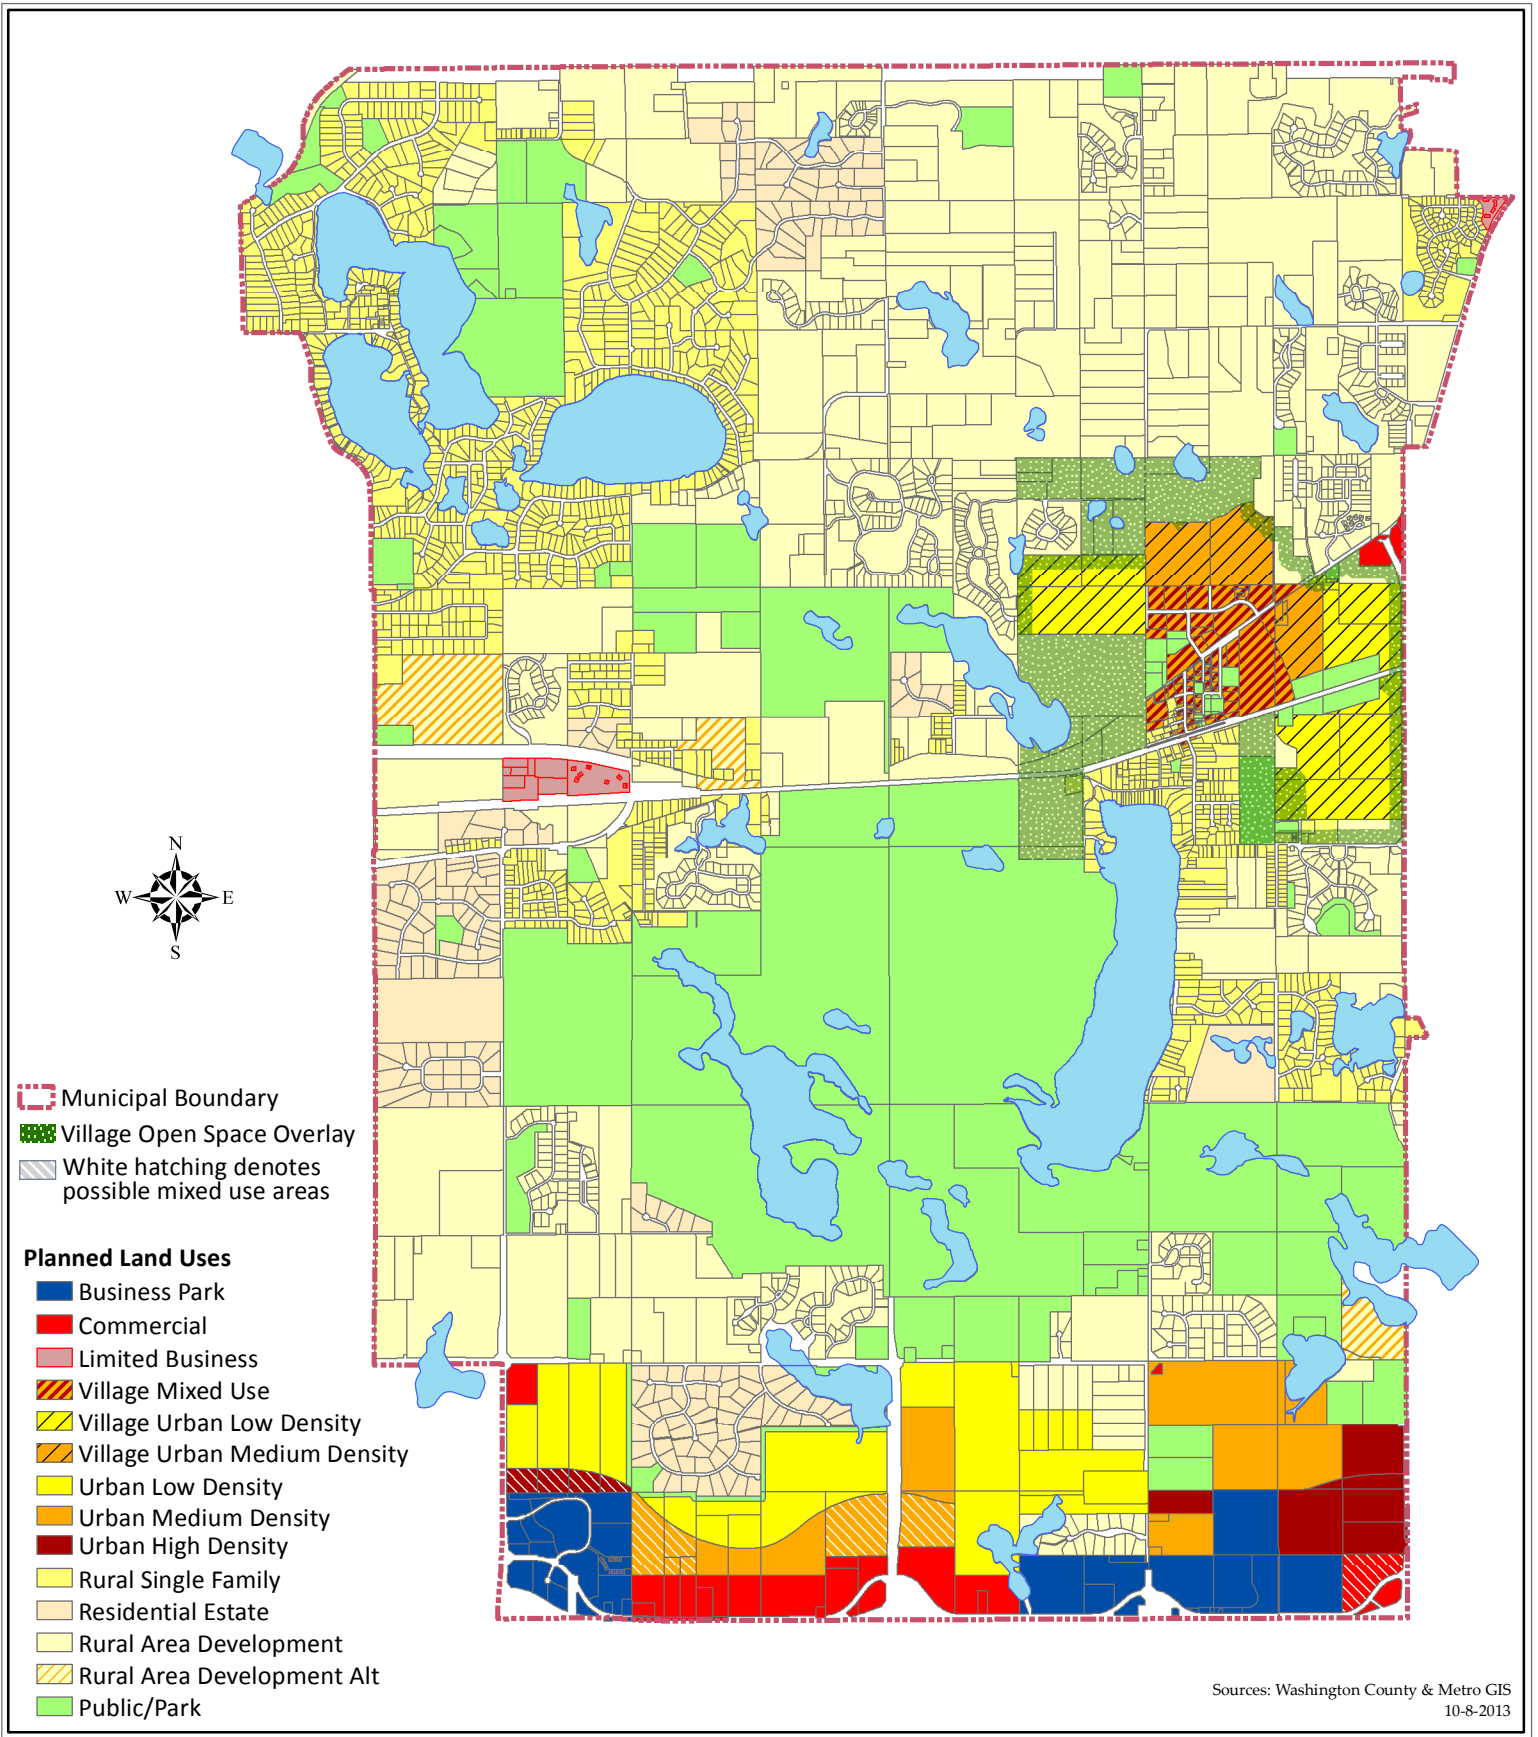 N
W E
S
Municipal Boundary
Village Open Space Overlay
White hatching denotes
possible mixed use areas
Planned Land Uses
Business Park
Commercial
Limited Business
Village Mixed Use
Village Urban Low Density
Village Urban Medium Density
Urban Low Density
Urban Medium Density
Urban High Density
Rural Single Family
Residential Estate
Rural Area Development
Rural Area Development Alt
Public/Park
Sources: Washington County & Metro GIS
10-8-2013